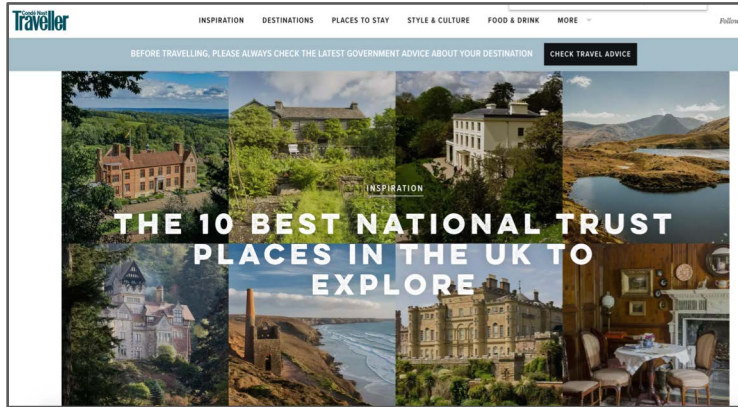 Condé Nast
Traveller
INSPIRATION DESTINATIONS PLACES TO STAY STYLE & CULTURE FOOD & DRINK MORE
Follow
BEFORE TRAVELLING, PLEASE ALWAYS CHECK THE LATEST GOVERNMENT ADVICE ABOUT YOUR DESTINATION CHECK TRAVEL ADVICE
INSPIRATION
THE 10 BEST NATIONAL TRUST
PLACES IN THE UK TO
EXPLORE